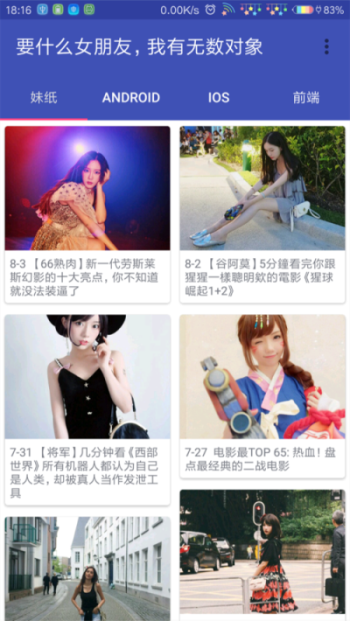 18:16
0.00K/s
83%
要什么女朋友，我有无数对象
妹纸
ANDROID
IOS
前端
8-3 【66熟肉】新一代劳斯莱
斯幻影的十大亮点，你不知道
就没法装逼了
8-2 【谷阿莫】5分鐘看完你跟
猩猩一樣聰明欸的電影《猩球
崛起1+2》
7-31 【将军】几分钟看《西部
世界》所有机器人都认为自己
是人类，却被真人当作发泄工
具
7-27 电影最TOP 65: 热血！盘
点最经典的二战电影